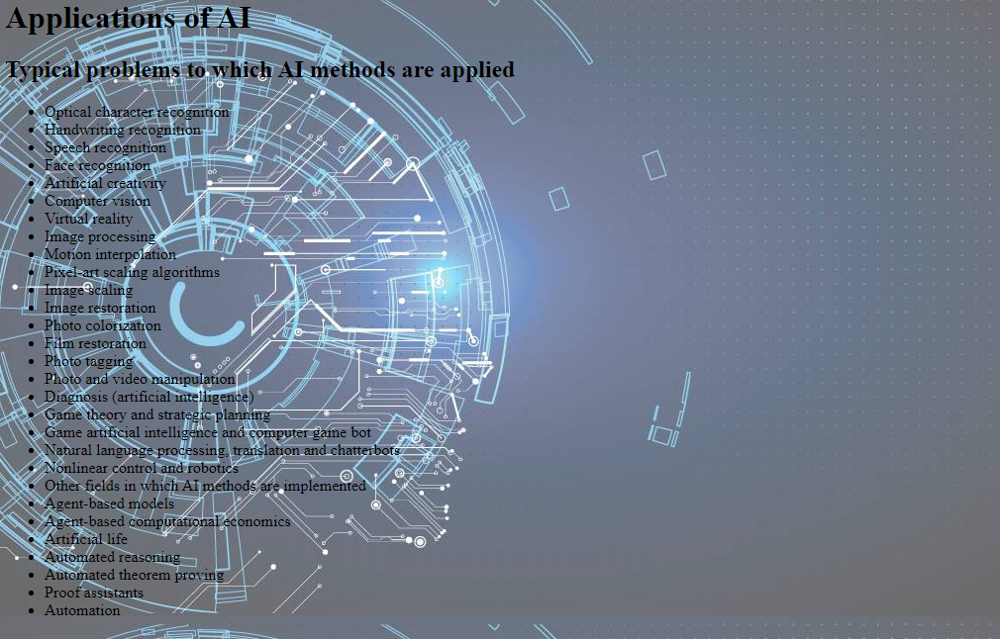 Applications of AI
Typical problems to which AI methods are applied
Optical character recognition
Handwriting recognition
Speech recognition
Face recognition
Artificial creativity
Computer vision
Virtual reality
Image processing
Motion interpolation
Pixel-art scaling algorithms
Image scaling
Image restoration
Photo colorization
Film restoration
Photo tagging
Photo and video manipulation
Diagnosis (artificial intelligence)
Game theory and strategic planning
Game artificial intelligence and computer game bot
Natural language processing, translation and chatterbots
Nonlinear control and robotics
Other fields in which AI methods are implemented
Agent-based models
Agent-based computational economics
Artificial life
Automated reasoning
Automated theorem proving
Proof assistants
Automation